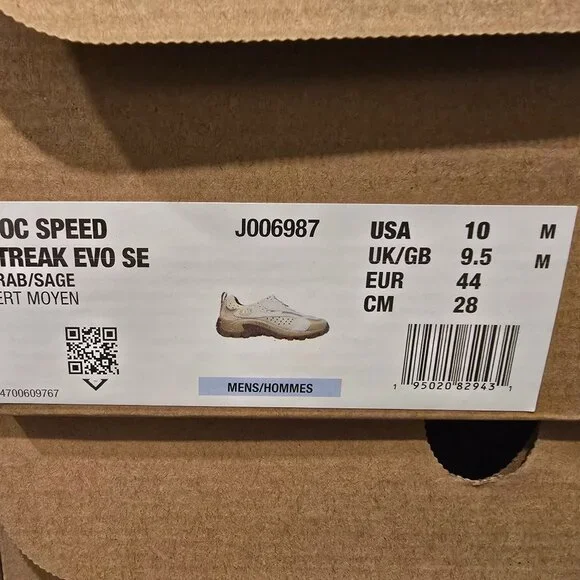 OC SPEED
TREAK EVO SE
RAB/SAGE
ERT MOYEN
4700609767
J006987
MENS/HOMMES
USA 10 M
UK/GB 9.5 M
EUR 44
CM 28
1 95020 82943 1